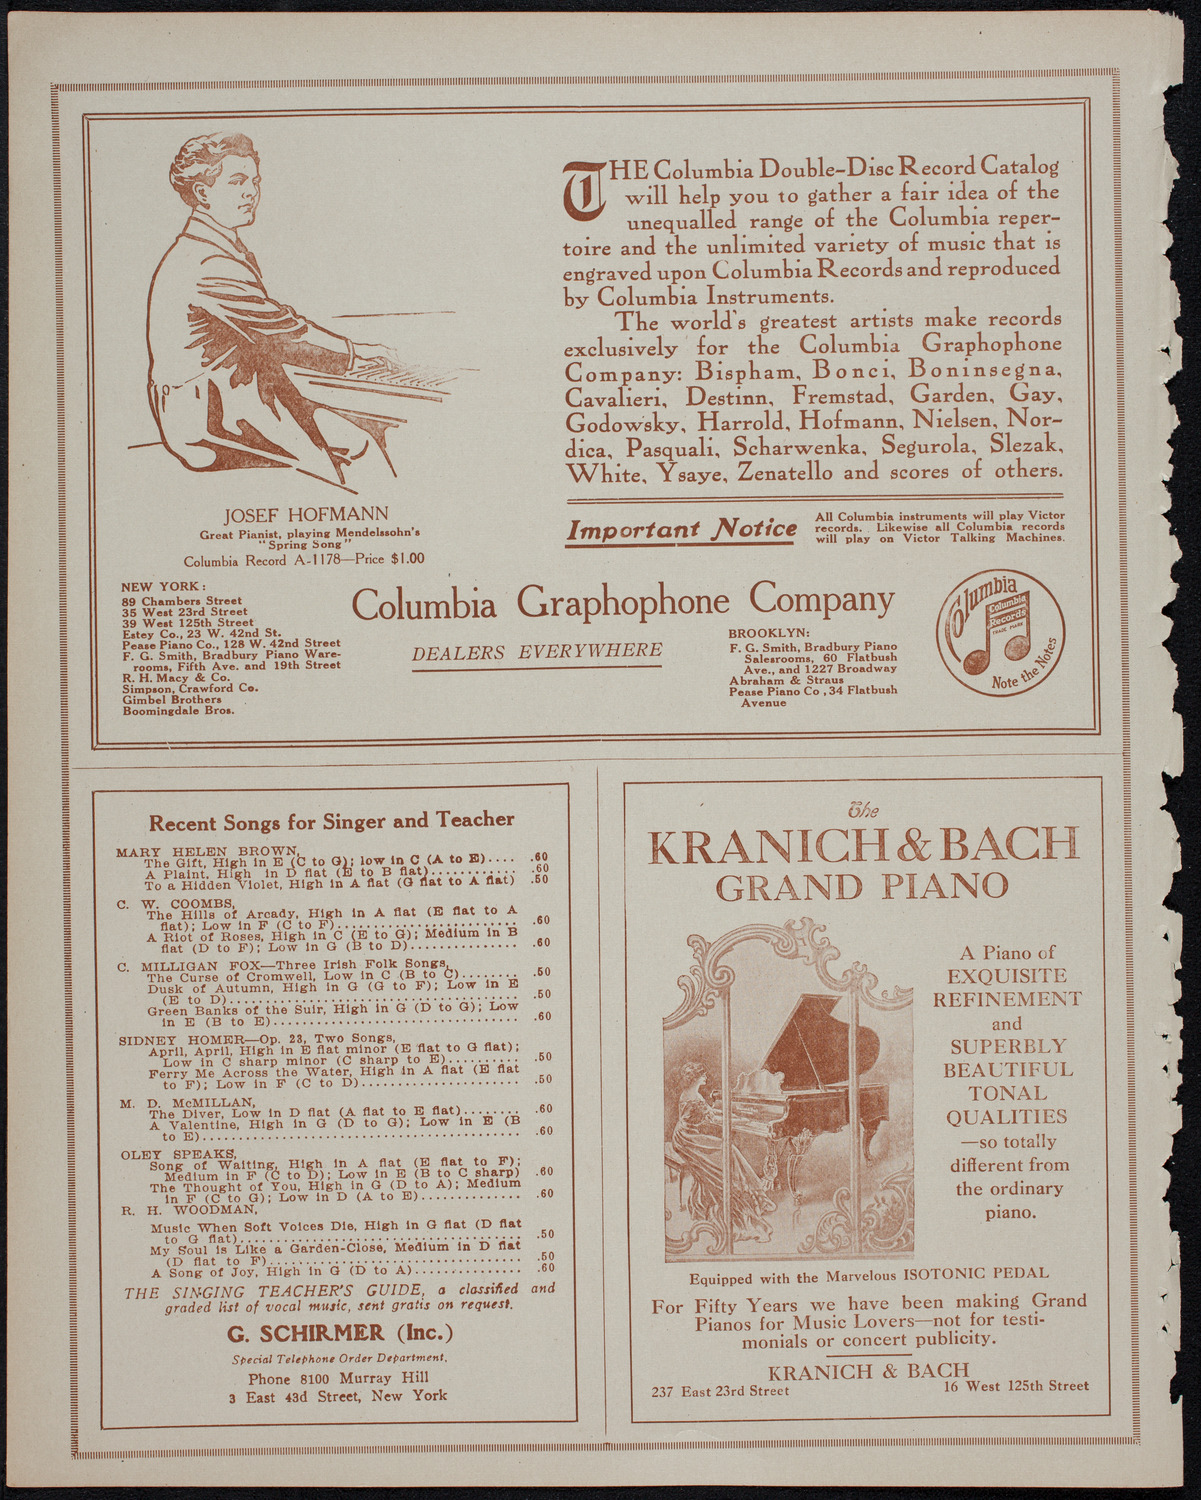 THE Columbia Double-Disc Record Catalog
will help you to gather a fair idea of the
unequalled range of the Columbia reper-
toire and the unlimited variety of music that is
engraved upon Columbia Records and reproduced
by Columbia Instruments.
The world's greatest artists make records
exclusively for the Columbia Graphophone
Company: Bispham, Bonci, Boninsegna,
Cavalieri, Destinn, Fremstad, Garden, Gay,
Godowsky, Harrold, Hofmann, Nielsen, Nor-
dica, Pasquali, Scharwenka, Segurola, Slezak,
White, Ysaye, Zenatello and scores of others.
JOSEF HOFMANN
Great Pianist, playing Mendelssohn's
"Spring Song"
Columbia Record A-1178—Price $1.00
Important Notice
All Columbia instruments will play Victor
records. Likewise all Columbia records
will play on Victor Talking Machines.
NEW YORK:
89 Chambers Street
35 West 23rd Street
39 West 125th Street
Estey Co., 23 W. 42nd St.
Pease Piano Co., 128 W. 42nd Street
F. G. Smith, Bradbury Piano Ware-
rooms, Fifth Ave. and 19th Street
R. H. Macy & Co.
Simpson, Crawford Co.
Gimbel Brothers
Boomingdale Bros.
Columbia Graphophone Company
DEALERS EVERYWHERE
BROOKLYN:
F. G. Smith, Bradbury Piano
Salesrooms, 60 Flatbush
Ave., and 1227 Broadway
Abraham & Straus
Pease Piano Co , 34 Flatbush
Avenue
Columbia
Columbia
Records
TRADE MARK
Note the Notes
Recent Songs for Singer and Teacher
MARY HELEN BROWN,
The Gift, High in E (C to G); low in C (A to E).... .60
A Plaint, High in D flat (E to B flat)............ .60
To a Hidden Violet, High in A flat (G flat to A flat) .50
C. W. COOMBS,
The Hills of Arcady, High in A flat (E flat to A
flat); Low in F (C to F)........................ .60
A Riot of Roses, High in C (E to G); Medium in B
flat (D to F); Low in G (B to D)............... .60
C. MILLIGAN FOX—Three Irish Folk Songs,
The Curse of Cromwell, Low in C (B to C)........ .50
Dusk of Autumn, High in G (G to F); Low in E
(E to D)........................................ .50
Green Banks of the Suir, High in G (D to G); Low
in E (B to E).................................. .60
SIDNEY HOMER—Op. 23, Two Songs,
April, April, High in E flat minor (E flat to G flat);
Low in C sharp minor (C sharp to E).......... .50
Ferry Me Across the Water, High in A flat (E flat
to F); Low in F (C to D)...................... .50
M. D. McMILLAN,
The Diver, Low in D flat (A flat to E flat)........ .60
A Valentine, High in G (D to G); Low in E (B
to E)............................................ .60
OLEY SPEAKS,
Song of Waiting, High in A flat (E flat to F);
Medium in F (C to D); Low in E (B to C sharp) .60
The Thought of You, High in G (D to A); Medium
in F (C to G); Low in D (A to E).............. .60
R. H. WOODMAN,
Music When Soft Voices Die, High in G flat (D flat
to G flat)....................................... .50
My Soul is Like a Garden-Close, Medium in D flat
(D flat to F)................................... .50
A Song of Joy, High in G (D to A)............... .60
THE SINGING TEACHER'S GUIDE, a classified and
graded list of vocal music, sent gratis on request.
G. SCHIRMER (Inc.)
Special Telephone Order Department,
Phone 8100 Murray Hill
3 East 43d Street, New York
The
KRANICH & BACH
GRAND PIANO
A Piano of
EXQUISITE
REFINEMENT
and
SUPERBLY
BEAUTIFUL
TONAL
QUALITIES
—so totally
different from
the ordinary
piano.
Equipped with the Marvelous ISOTONIC PEDAL
For Fifty Years we have been making Grand
Pianos for Music Lovers—not for testi-
monials or concert publicity.
KRANICH & BACH
237 East 23rd Street 16 West 125th Street